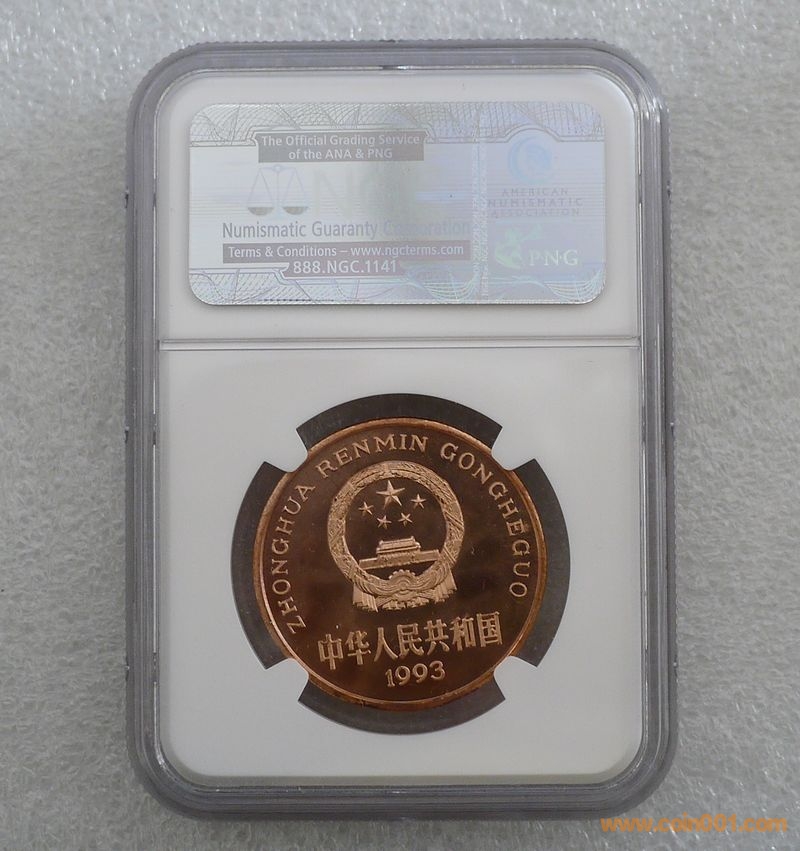 The Official Grading Service
of the ANA & PNG
NGC
Numismatic Guaranty Corporation
Terms & Conditions – www.ngcterms.com
888.NGC.1141
AMERICAN
NUMISMATIC
ASSOCIATION
PNG
ZHONGHUA RENMIN GONGHEGUO
中华人民共和国
1993
www.coin001.com